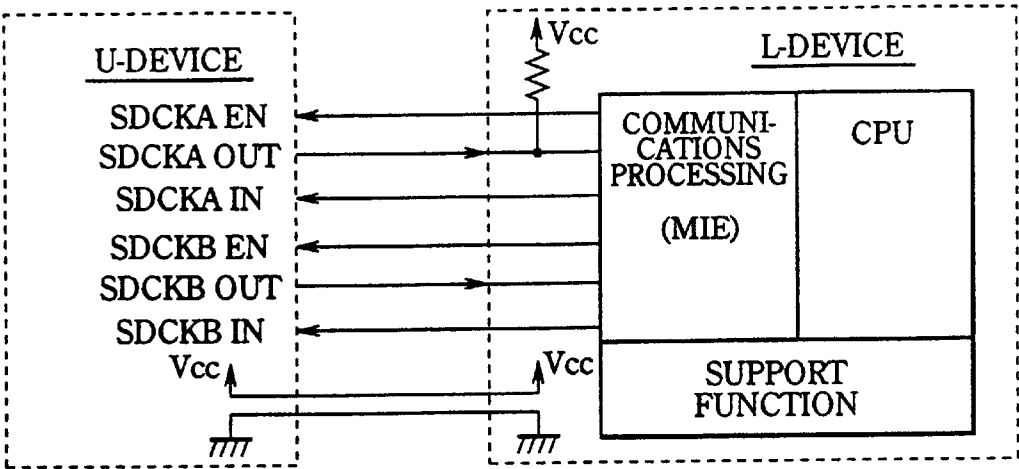 U-DEVICE
SDCKA EN
SDCKA OUT
SDCKA IN
SDCKB EN
SDCKB OUT
SDCKB IN
Vcc
Vcc
Vcc
L-DEVICE
COMMUNI-
CATIONS
PROCESSING
(MIE)
CPU
SUPPORT
FUNCTION